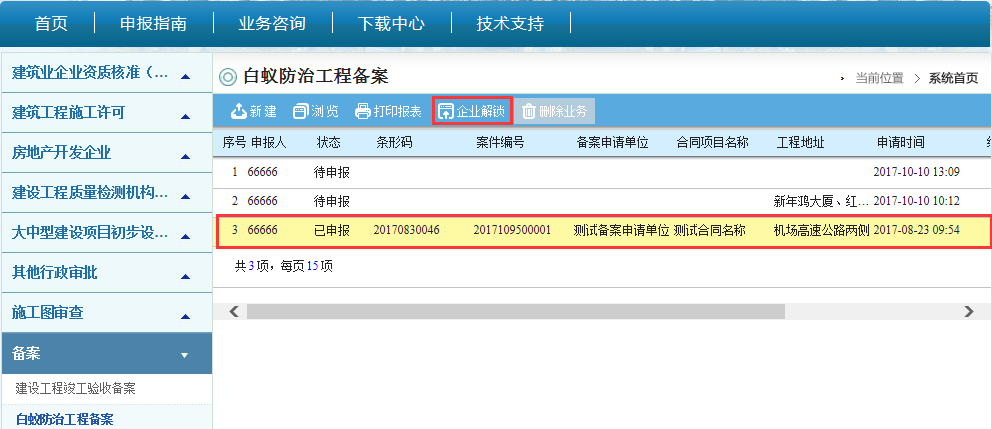 首页 申报指南 业务咨询 下载中心 技术支持
建筑业企业资质核准（...
建筑工程施工许可
房地产开发企业
建设工程质量检测机构...
大中型建设项目初步设...
其他行政审批
施工图审查
备案
建设工程竣工验收备案
白蚁防治工程备案
白蚁防治工程备案
当前位置 > 系统首页
新建 浏览 打印报表 企业解锁 删除业务
序号 申报人 状态 条形码 案件编号 备案申请单位 合同项目名称 工程地址 申请时间
1 66666 待申报 2017-10-10 13:09
2 66666 待申报 新年鸿大厦、红... 2017-10-10 10:12
3 66666 已申报 20170830046 2017109500001 测试备案申请单位 测试合同名称 机场高速公路两侧 2017-08-23 09:54
共3项，每页15项